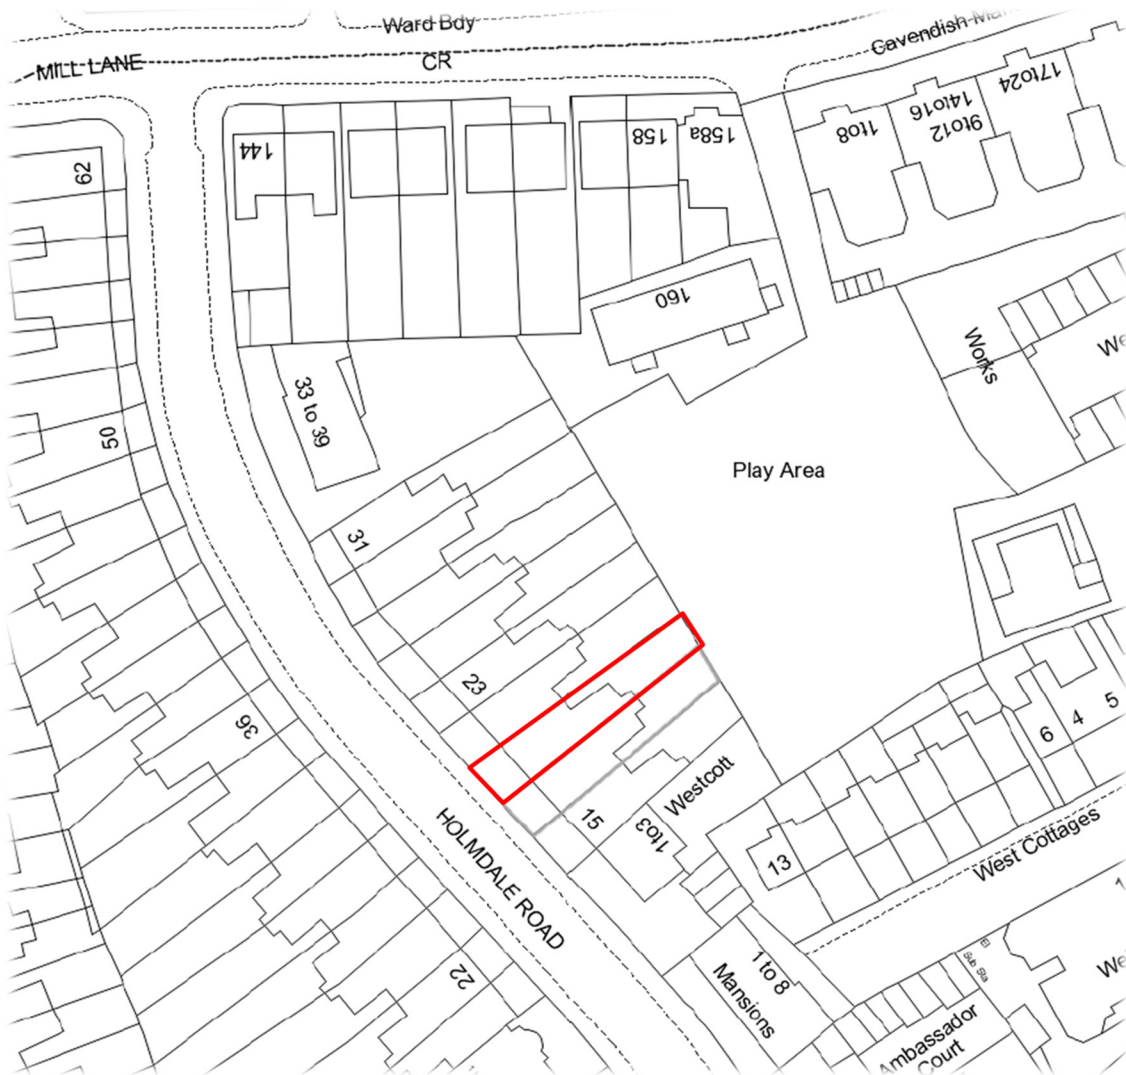 Ward Bdy
CR
MILL LANE
Cavendish
144
158
158a
1to8
14to16
9to12
17to24
62
160
Works
33 to 39
50
Play Area
31
23
36
Westcott
15
1to3
HOLMDALE ROAD
13
6
4
5
West Cottages
22
1 to 8
Mansions
El
Sub Sta
Ambassador
Court